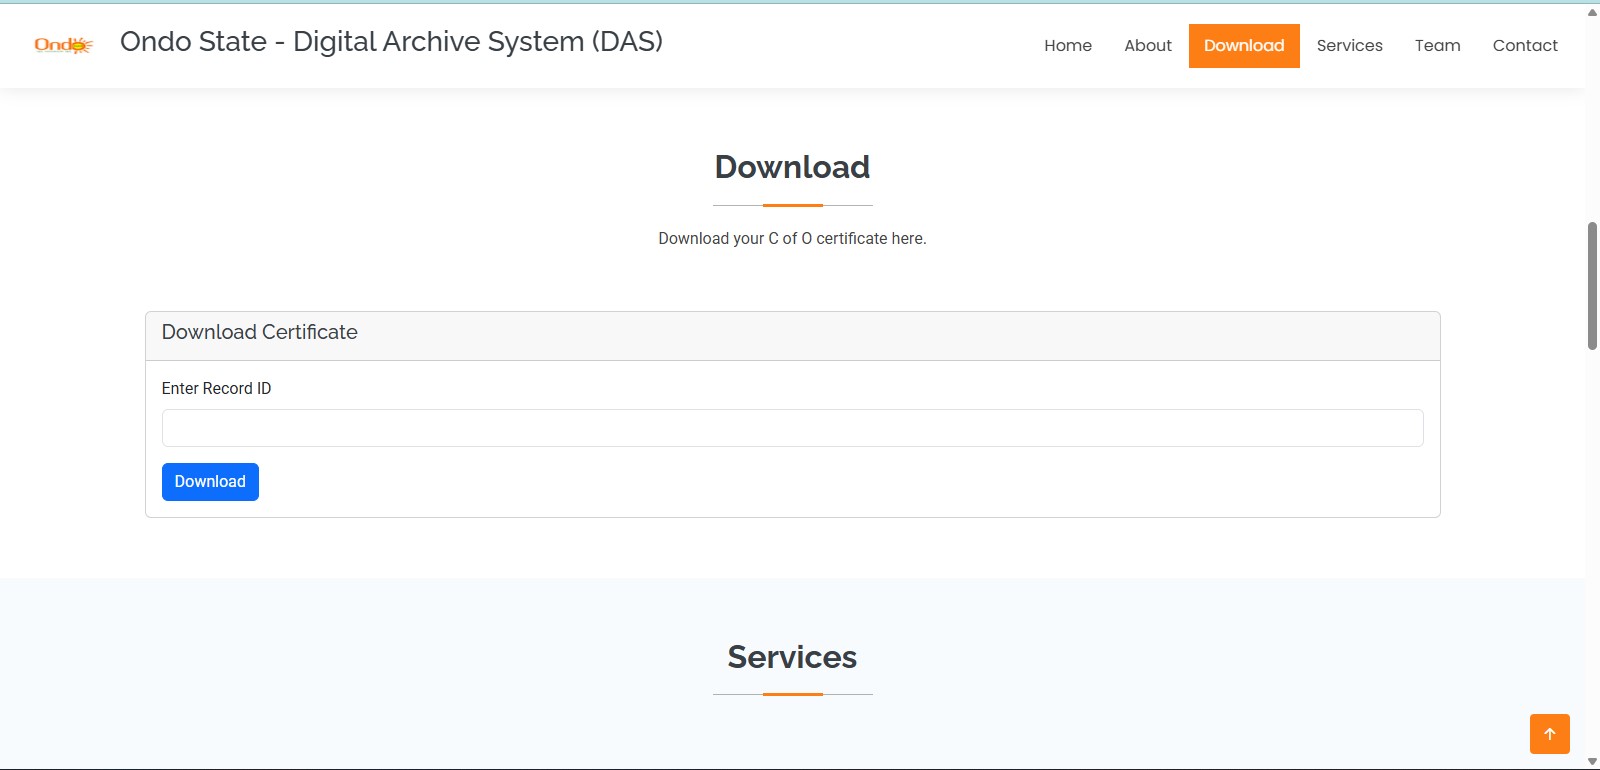 Ondo
Ondo State - Digital Archive System (DAS)
Home About Download Services Team Contact
Download
Download your C of O certificate here.
Download Certificate
Enter Record ID
Download
Services